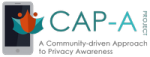 CAP-A PROJECT
A Community-driven Approach
to Privacy Awareness